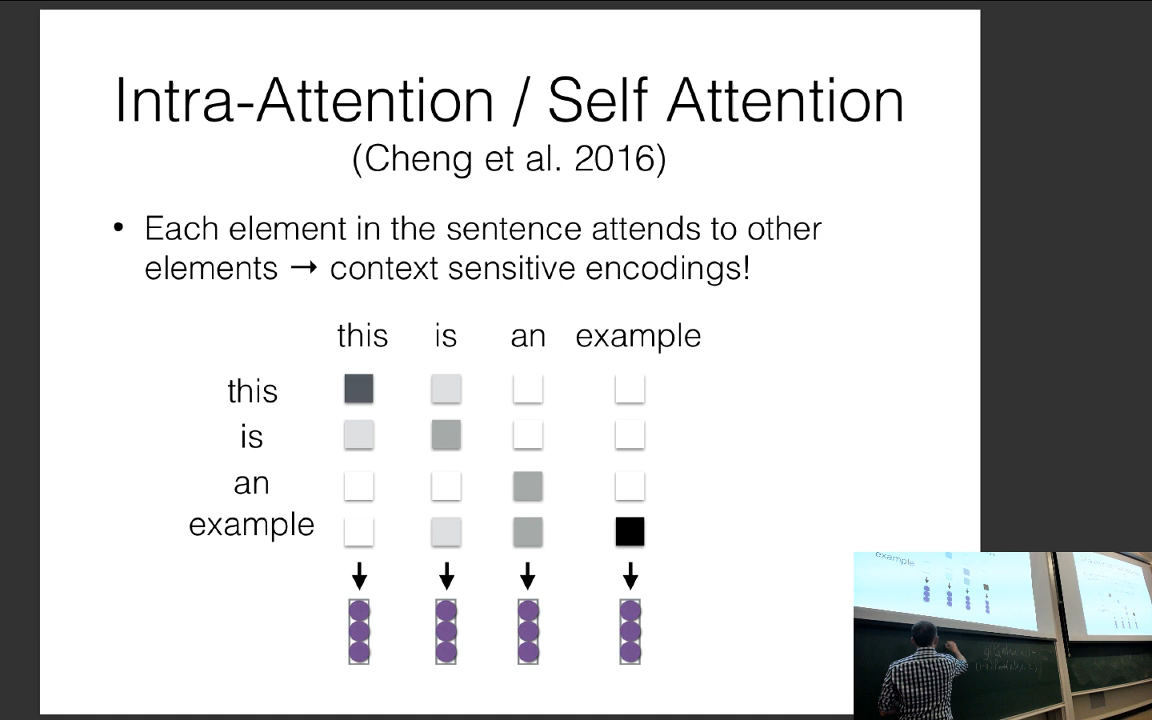 Intra-Attention / Self Attention
(Cheng et al. 2016)
• Each element in the sentence attends to other
elements → context sensitive encodings!
this is an example
this
is
an
example
example